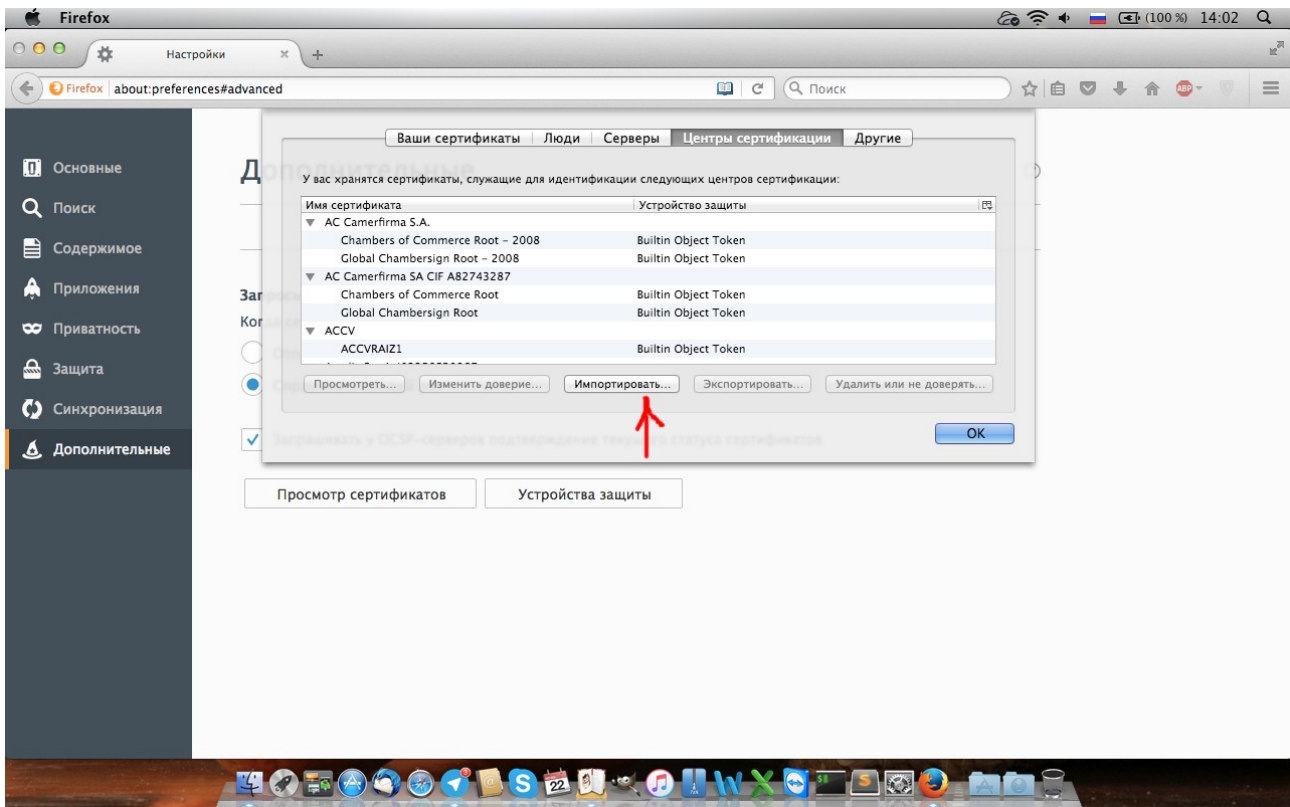 Firefox
(100 %) 14:02
Настройки
Firefox about:preferences#advanced
Поиск
ABP
Ваши сертификаты Люди Серверы Центры сертификации Другие
Основные
Дополнительные
У вас хранятся сертификаты, служащие для идентификации следующих центров сертификации:
Имя сертификата Устройство защиты
Поиск
AC Camerfirma S.A.
Chambers of Commerce Root - 2008 Builtin Object Token
Содержимое
Global Chambersign Root - 2008 Builtin Object Token
AC Camerfirma SA CIF A82743287
Приложения
Chambers of Commerce Root Builtin Object Token
Global Chambersign Root Builtin Object Token
Приватность
ACCV
ACCVRAIZ1 Builtin Object Token
Защита
Просмотреть... Изменить доверие... Импортировать... Экспортировать... Удалить или не доверять...
Синхронизация
OK
Запрашивать у OCSP-серверов подтверждение текущего статуса сертификатов
Дополнительные
Просмотр сертификатов Устройства защиты
22